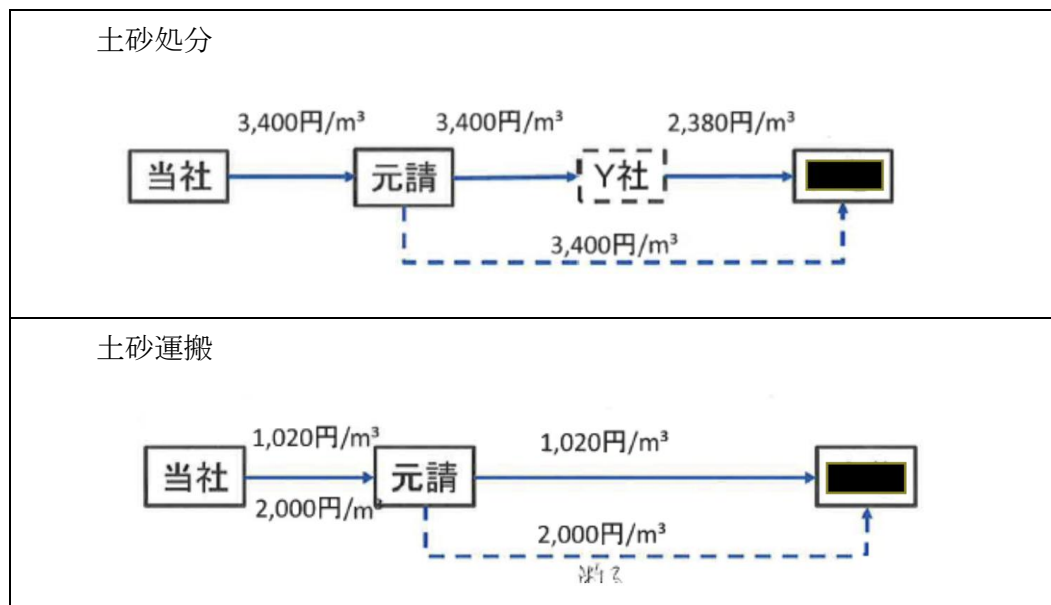 土砂処分
3,400円/m³ 3,400円/m³ 2,380円/m³
当社 元請 Y社
3,400円/m³
土砂運搬
1,020円/m³ 1,020円/m³
当社 元請
2,000円/m³ 2,000円/m³